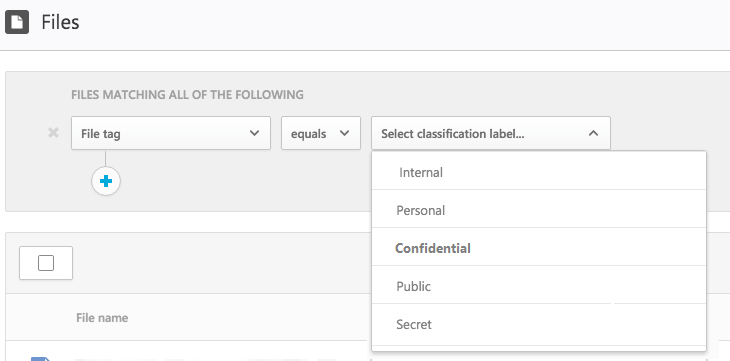 Files
FILES MATCHING ALL OF THE FOLLOWING
File tag
equals
Select classification label...
Internal
Personal
Confidential
Public
Secret
File name